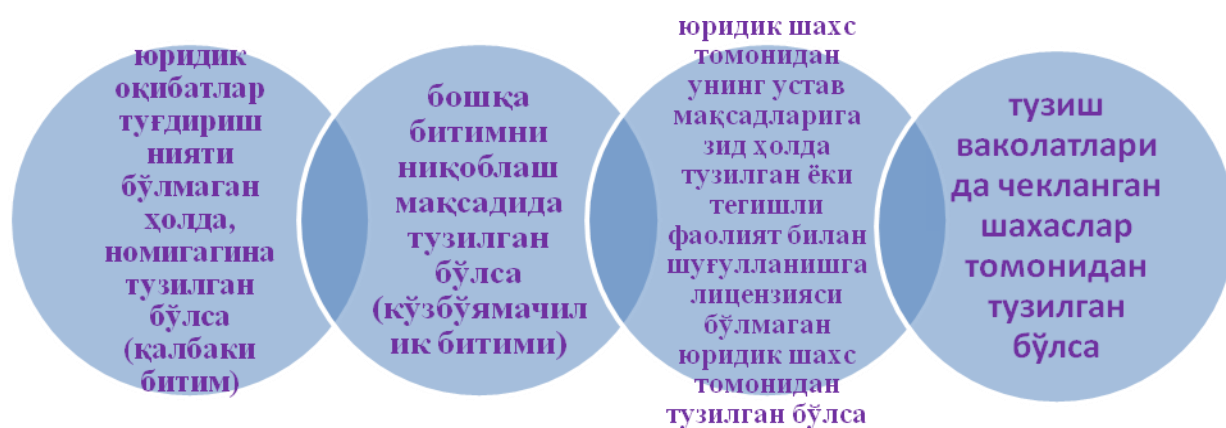 юридик
оқибатлар
туғдириш
нияти
бўлмаган
ҳолда,
номигагина
тузилган
бўлса
(қалбаки
битим)
бошқа
битимни
ниқоблаш
мақсадида
тузилган
бўлса
(кўзбўямачил
ик битими)
юридик шахс
томонидан
унинг устав
мақсадларига
зид ҳолда
тузилган ёки
тегишли
фаолият билан
шуғулланишга
лицензияси
бўлмаган
юридик шахс
томонидан
тузилган бўлса
тузиш
ваколатлари
да чекланган
шахаслар
томонидан
тузилган
бўлса